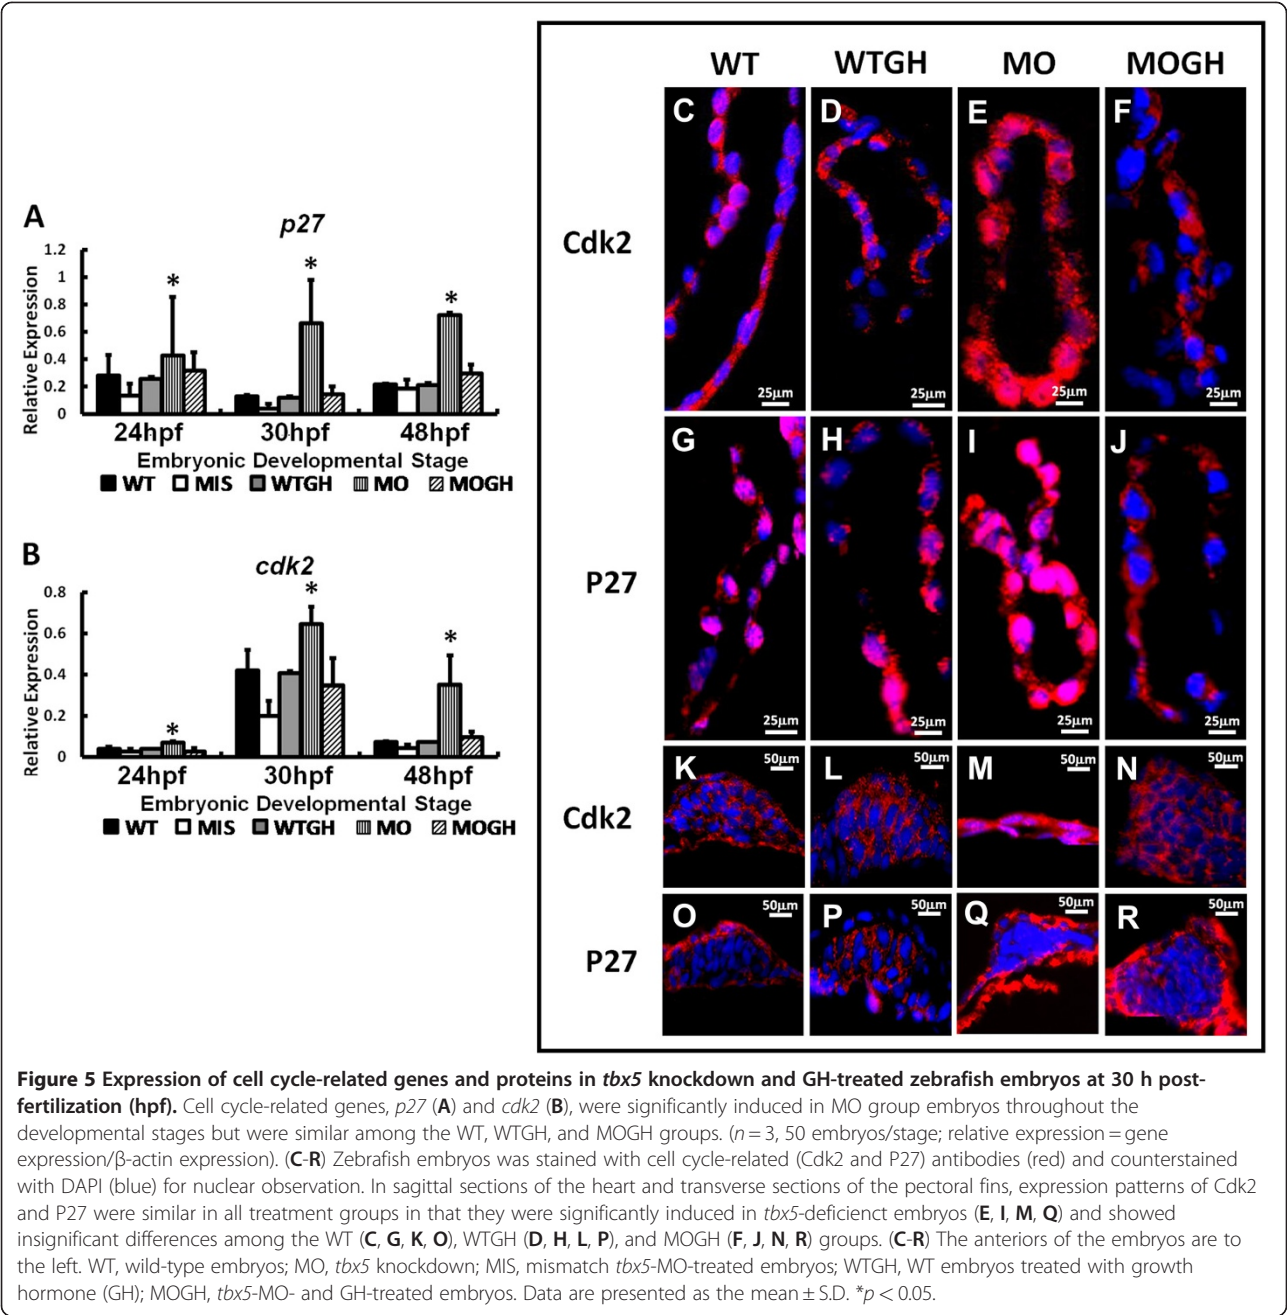 A
p27
Relative Expression
1.2
1
0.8
0.6
0.4
0.2
0
*
*
*
24hpf 30hpf 48hpf
Embryonic Developmental Stage
WT MIS WTGH MO MOGH
B
cdk2
Relative Expression
0.8
0.6
0.4
0.2
0
*
*
*
24hpf 30hpf 48hpf
Embryonic Developmental Stage
WT MIS WTGH MO MOGH
WT WTGH MO MOGH
Cdk2
C D E F
25μm 25μm 25μm 25μm
P27
G H I J
25μm 25μm 25μm 25μm
Cdk2
K L M N
50μm 50μm 50μm 50μm
P27
O P Q R
50μm 50μm 50μm 50μm
Figure 5 Expression of cell cycle-related genes and proteins in tbx5 knockdown and GH-treated zebrafish embryos at 30 h post-
fertilization (hpf). Cell cycle-related genes, p27 (A) and cdk2 (B), were significantly induced in MO group embryos throughout the
developmental stages but were similar among the WT, WTGH, and MOGH groups. (n = 3, 50 embryos/stage; relative expression = gene
expression/β-actin expression). (C-R) Zebrafish embryos was stained with cell cycle-related (Cdk2 and P27) antibodies (red) and counterstained
with DAPI (blue) for nuclear observation. In sagittal sections of the heart and transverse sections of the pectoral fins, expression patterns of Cdk2
and P27 were similar in all treatment groups in that they were significantly induced in tbx5-deficienct embryos (E, I, M, Q) and showed
insignificant differences among the WT (C, G, K, O), WTGH (D, H, L, P), and MOGH (F, J, N, R) groups. (C-R) The anteriors of the embryos are to
the left. WT, wild-type embryos; MO, tbx5 knockdown; MIS, mismatch tbx5-MO-treated embryos; WTGH, WT embryos treated with growth
hormone (GH); MOGH, tbx5-MO- and GH-treated embryos. Data are presented as the mean ± S.D. *p < 0.05.